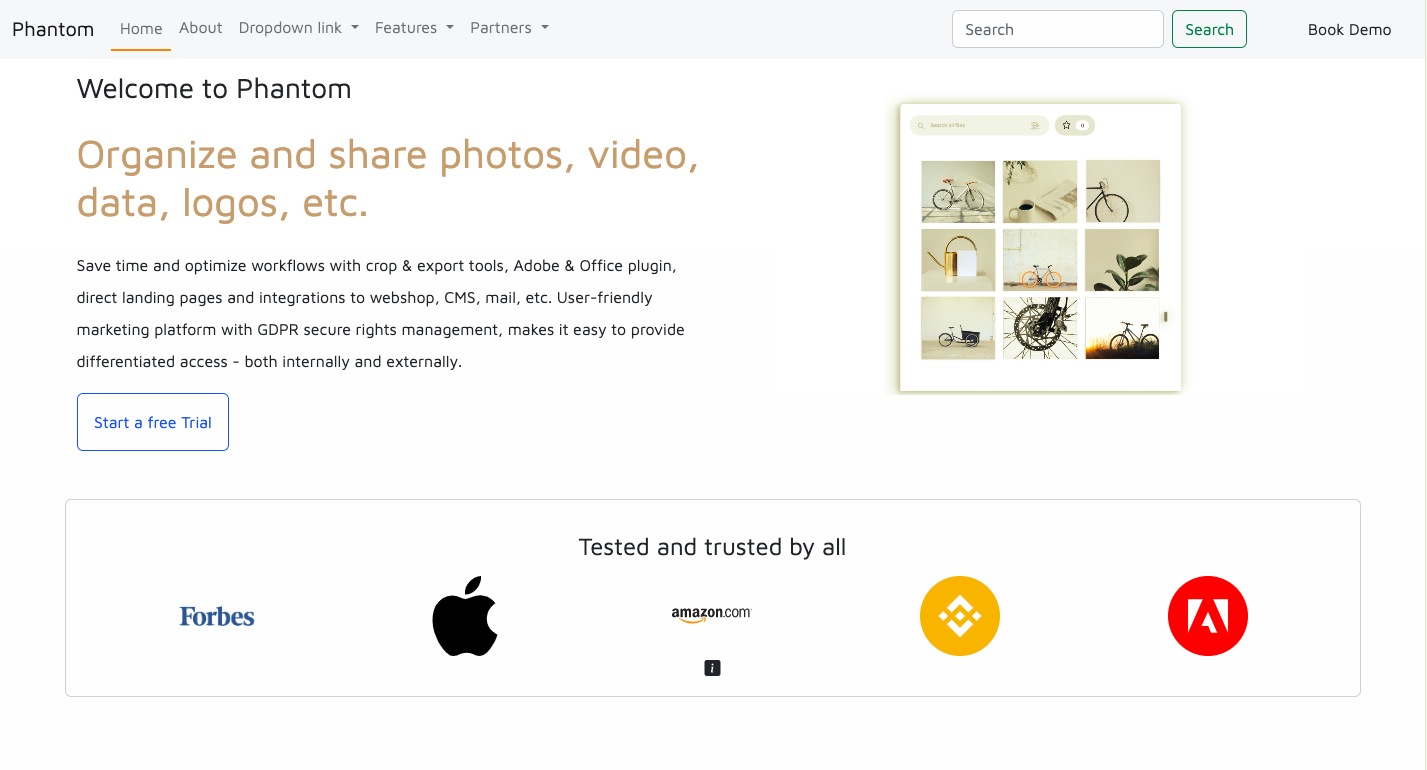 Phantom Home About Dropdown link Features Partners Search Search Book Demo
Welcome to Phantom
Organize and share photos, video,
data, logos, etc.
Save time and optimize workflows with crop & export tools, Adobe & Office plugin,
direct landing pages and integrations to webshop, CMS, mail, etc. User-friendly
marketing platform with GDPR secure rights management, makes it easy to provide
differentiated access - both internally and externally.
Start a free Trial
Search all files
0
Tested and trusted by all
Forbes
amazon.com
i